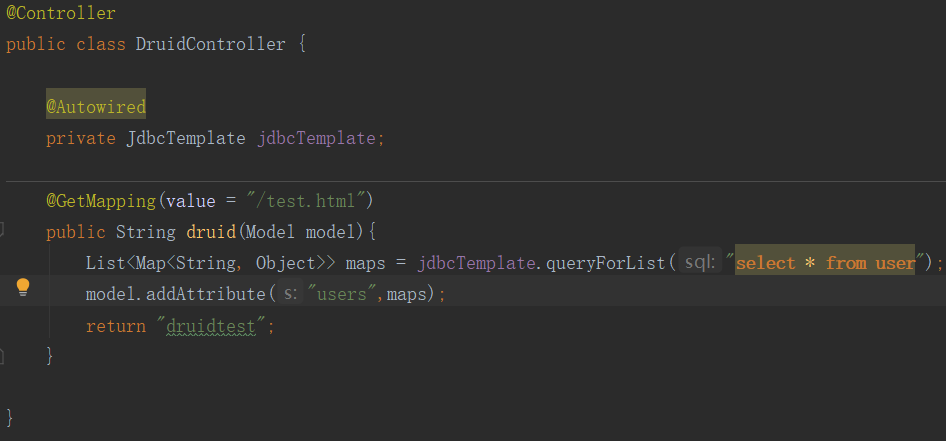 @Controller
public class DruidController {
@Autowired
private JdbcTemplate jdbcTemplate;
@GetMapping(value = "/test.html")
public String druid(Model model){
List<Map<String, Object>> maps = jdbcTemplate.queryForList( sql: "select * from user");
model.addAttribute( s: "users",maps);
return "druidtest";
}
}